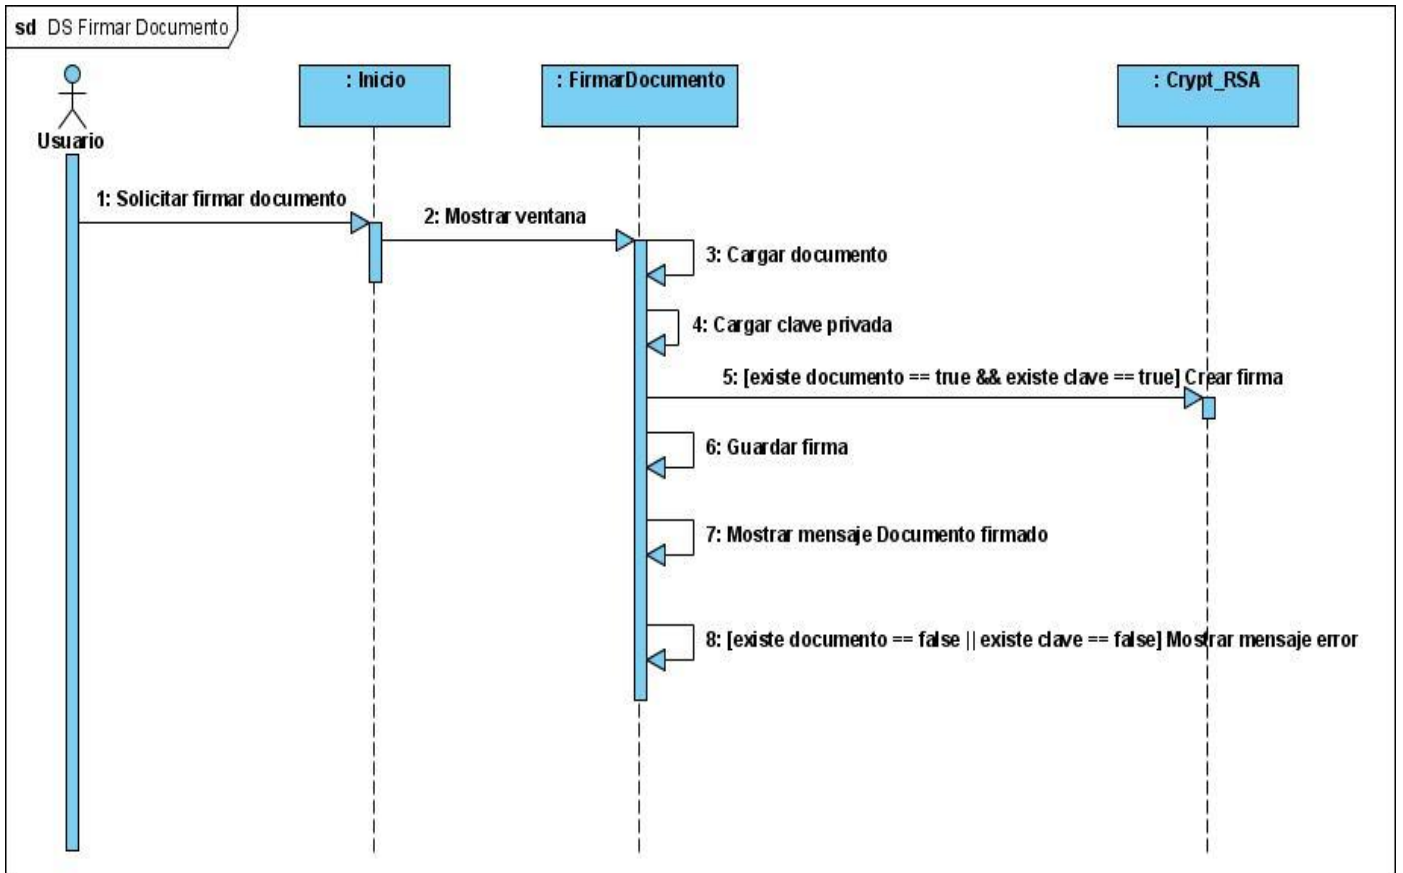 sd DS Firmar Documento
Usuario
: Inicio
: FirmarDocumento
: Crypt_RSA
1: Solicitar firmar documento
2: Mostrar ventana
3: Cargar documento
4: Cargar clave privada
5: [existe documento == true && existe clave == true] Crear firma
6: Guardar firma
7: Mostrar mensaje Documento firmado
8: [existe documento == false || existe clave == false] Mostrar mensaje error